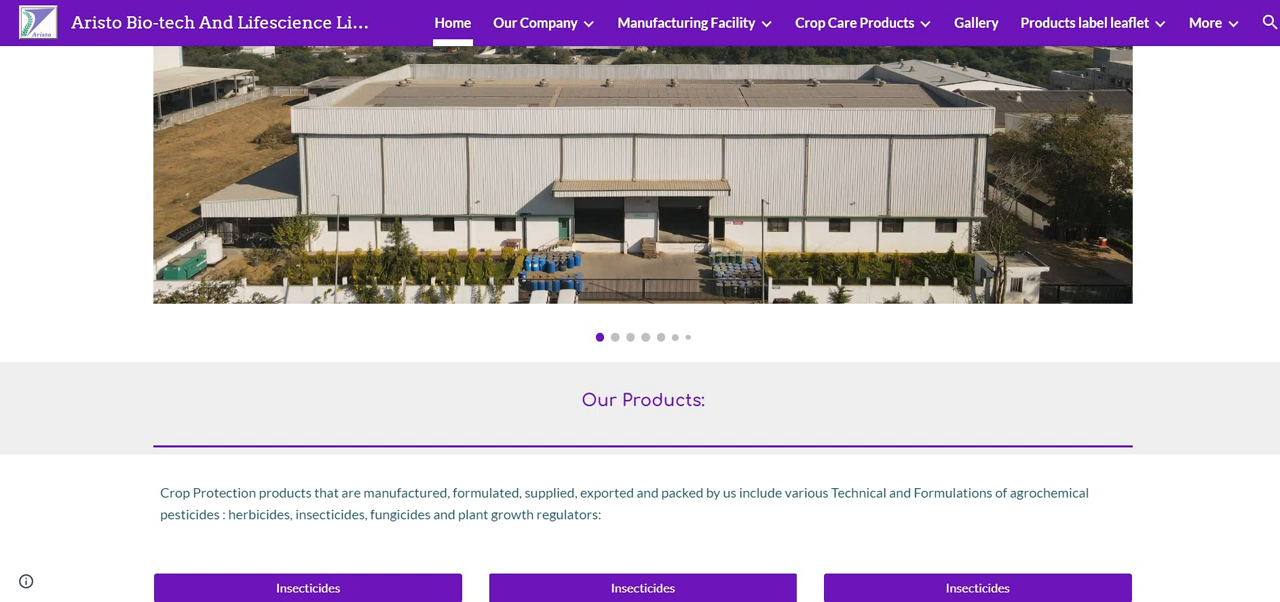 Aristo
Aristo Bio-tech And Lifescience Li...
Home
Our Company
Manufacturing Facility
Crop Care Products
Gallery
Products label leaflet
More
Our Products:
Crop Protection products that are manufactured, formulated, supplied, exported and packed by us include various Technical and Formulations of agrochemical
pesticides : herbicides, insecticides, fungicides and plant growth regulators:
Insecticides
Insecticides
Insecticides